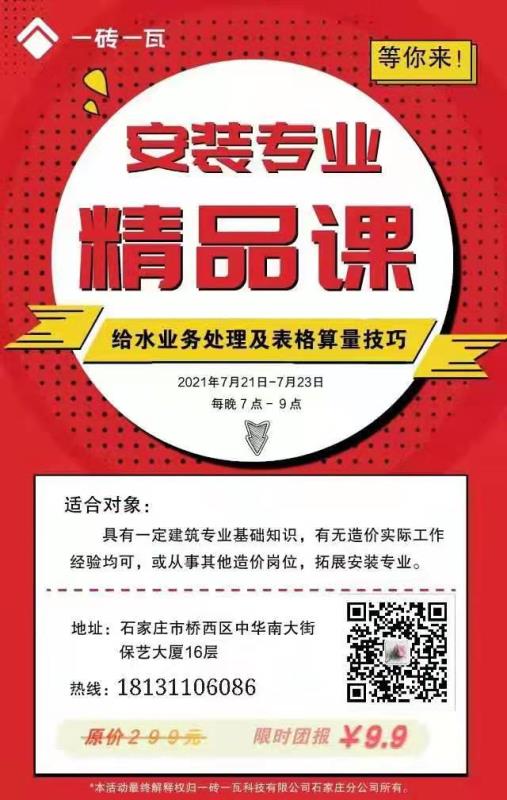 一砖一瓦
等你来！
安装专业
精品课
给水业务处理及表格算量技巧
2021年7月21日-7月23日
每晚7点-9点
适合对象：
具有一定建筑专业基础知识，有无造价实际工作
经验均可，或从事其他造价岗位，拓展安装专业。
地址：石家庄市桥西区中华南大街
保艺大厦16层
热线：18131106086
原价299元 限时团报 ￥9.9
*本活动最终解释权归一砖一瓦科技有限公司石家庄分公司所有。